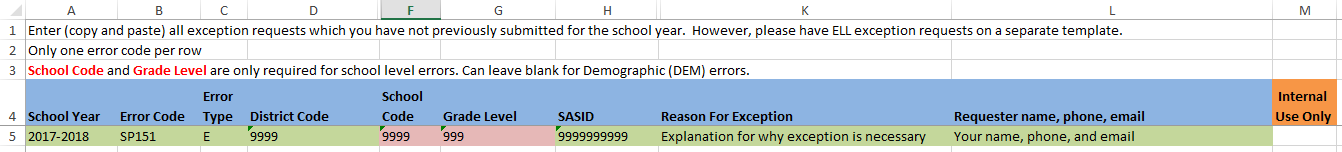 A B C D F G H K L M
1 Enter (copy and paste) all exception requests which you have not previously submitted for the school year.  However, please have ELL exception requests on a separate template.
2 Only one error code per row
3 School Code and Grade Level are only required for school level errors. Can leave blank for Demographic (DEM) errors.
Error School Internal
4 School Year Error Code Type District Code Code Grade Level SASID Reason For Exception Requester name, phone, email Use Only
5 2017-2018 SP151 E 9999 9999 999 9999999999 Explanation for why exception is necessary Your name, phone, and email